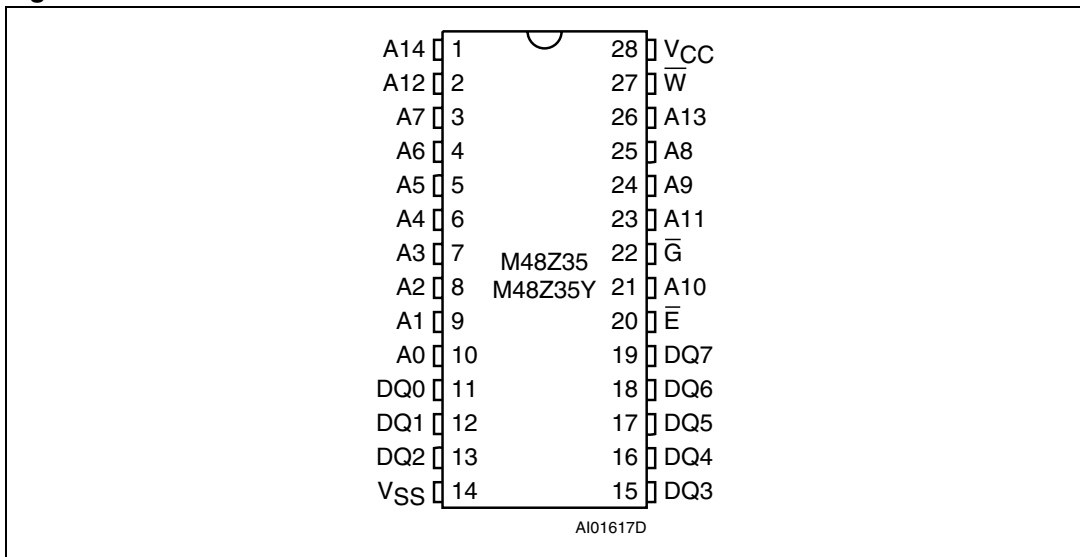 A14 1 28 VCC
A12 2 27 W̅
A7 3 26 A13
A6 4 25 A8
A5 5 24 A9
A4 6 23 A11
A3 7 M48Z35 22 G̅
A2 8 M48Z35Y 21 A10
A1 9 20 E̅
A0 10 19 DQ7
DQ0 11 18 DQ6
DQ1 12 17 DQ5
DQ2 13 16 DQ4
VSS 14 15 DQ3
AI01617D